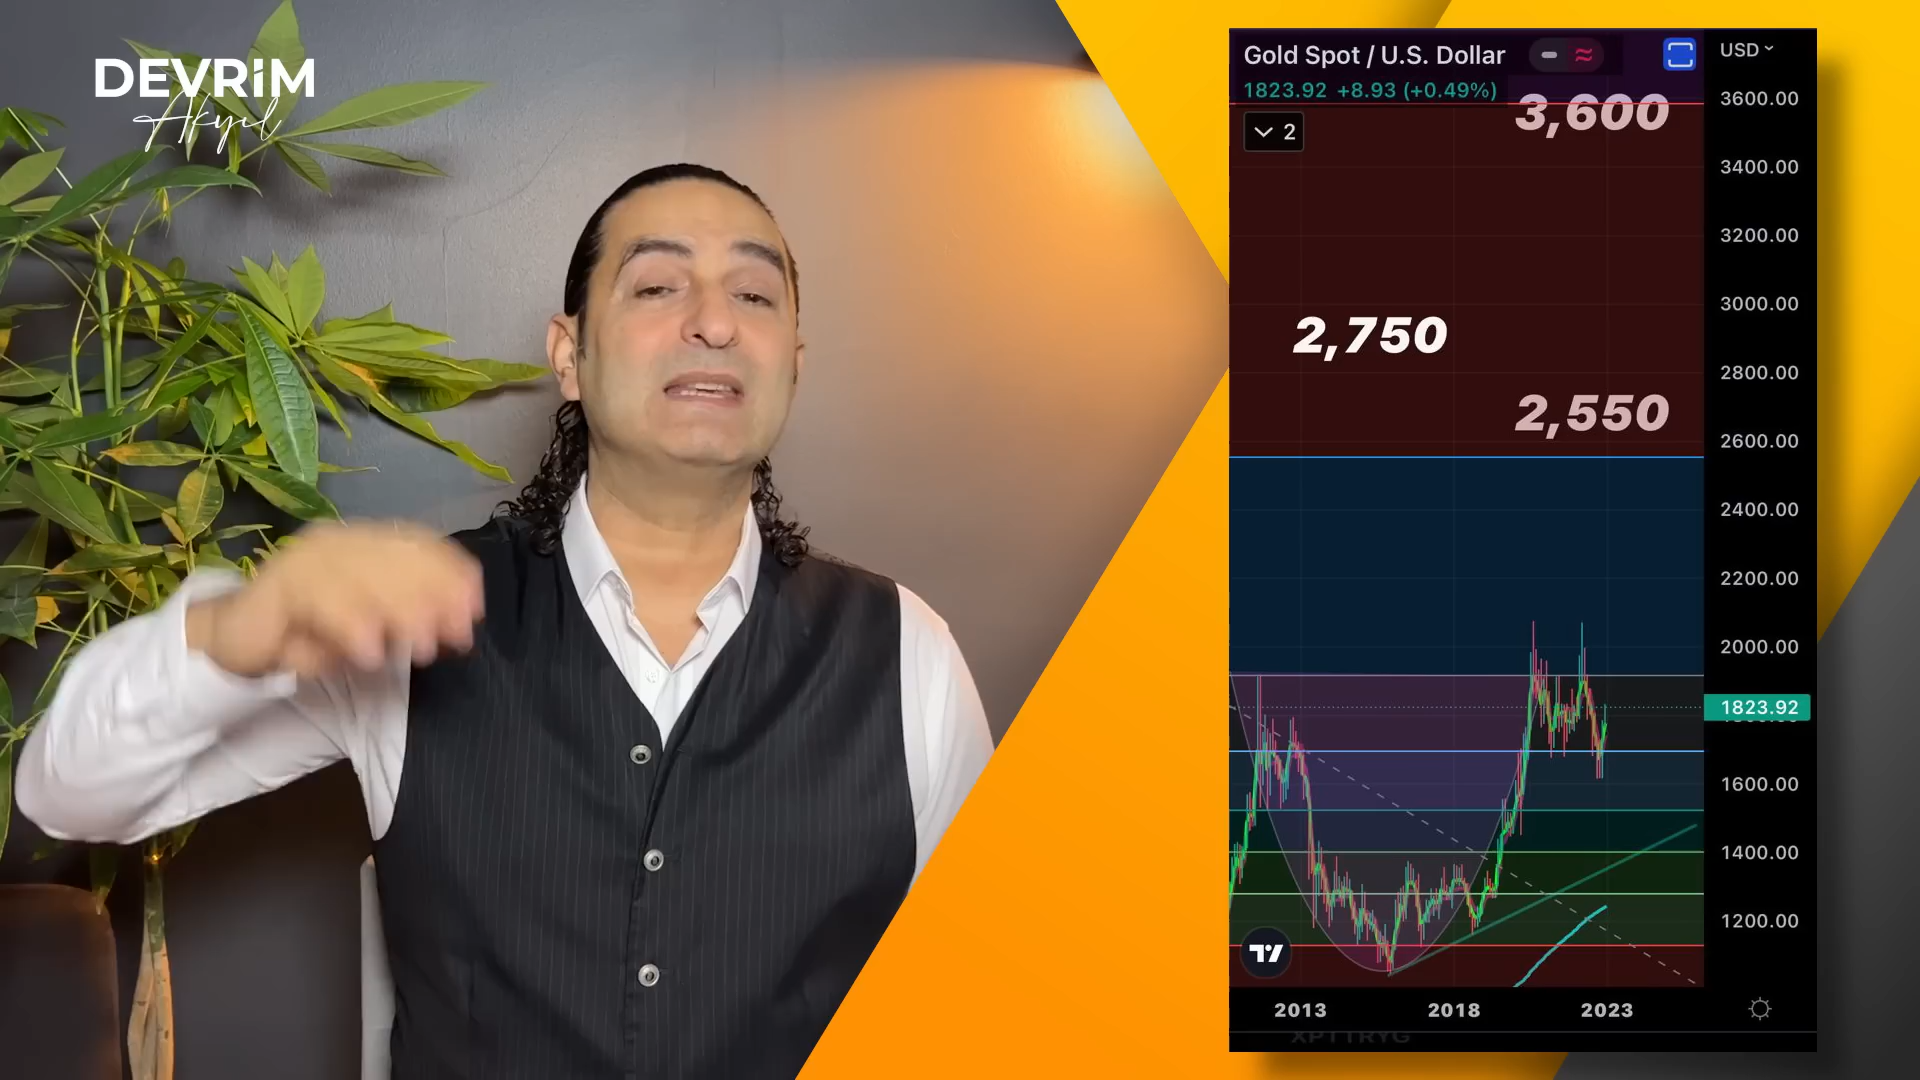 DEVRiM
Akyıl
Gold Spot / U.S. Dollar
USD
1823.92 +8.93 (+0.49%)
2
3,600
2,750
2,550
3600.00
3400.00
3200.00
3000.00
2800.00
2600.00
2400.00
2200.00
2000.00
1823.92
1600.00
1400.00
1200.00
2013 2018 2023